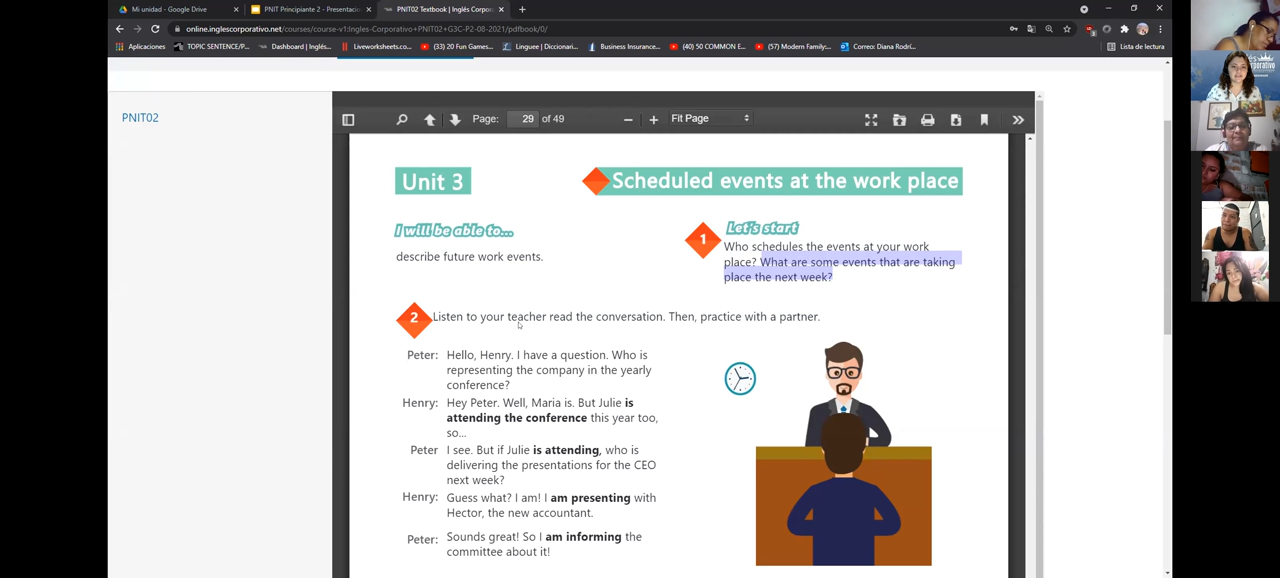 Mi unidad - Google Drive
PNIT Principiante 2 - Presentacio
PNIT02 Textbook | Inglés Corpora
online.inglescorporativo.net/courses/course-v1:Ingles-Corporativo+PNIT02+G3C-P2-08-2021/pdfbook/0/
Aplicaciones
TOPIC SENTENCE/P...
Dashboard | Inglés...
Liveworksheets.co...
(33) 20 Fun Games...
Linguee | Diccionari...
Business Insurance...
(40) 50 COMMON E...
(57) Modern Family:...
Correo: Diana Rodrí...
Lista de lectura
PNIT02
Page: 29 of 49
Fit Page
Unit 3
Scheduled events at the work place
I will be able to...
describe future work events.
1
Let's start
Who schedules the events at your work
place? What are some events that are taking
place the next week?
2
Listen to your teacher read the conversation. Then, practice with a partner.
Peter: Hello, Henry. I have a question. Who is
representing the company in the yearly
conference?
Henry: Hey Peter. Well, Maria is. But Julie is
attending the conference this year too,
so...
Peter I see. But if Julie is attending, who is
delivering the presentations for the CEO
next week?
Henry: Guess what? I am! I am presenting with
Hector, the new accountant.
Peter: Sounds great! So I am informing the
committee about it!